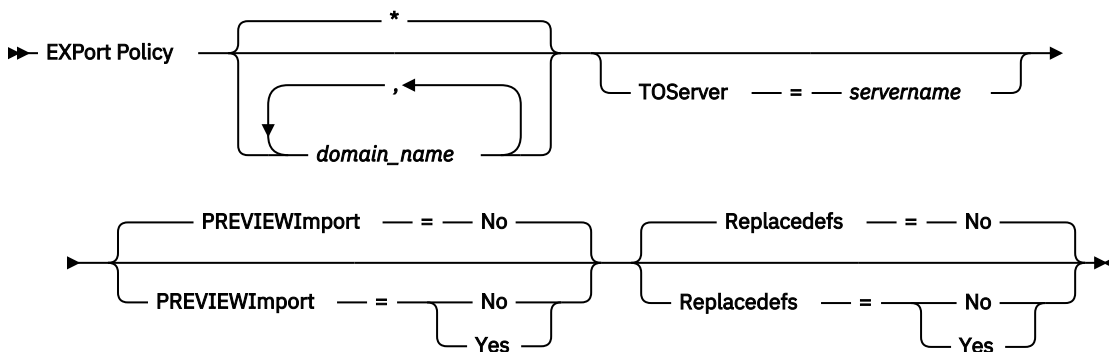 *
EXPort Policy
,
TOServer = servername
domain_name
PREVIEWImport = No Replacedefs = No
PREVIEWImport = No Replacedefs = No
Yes Yes